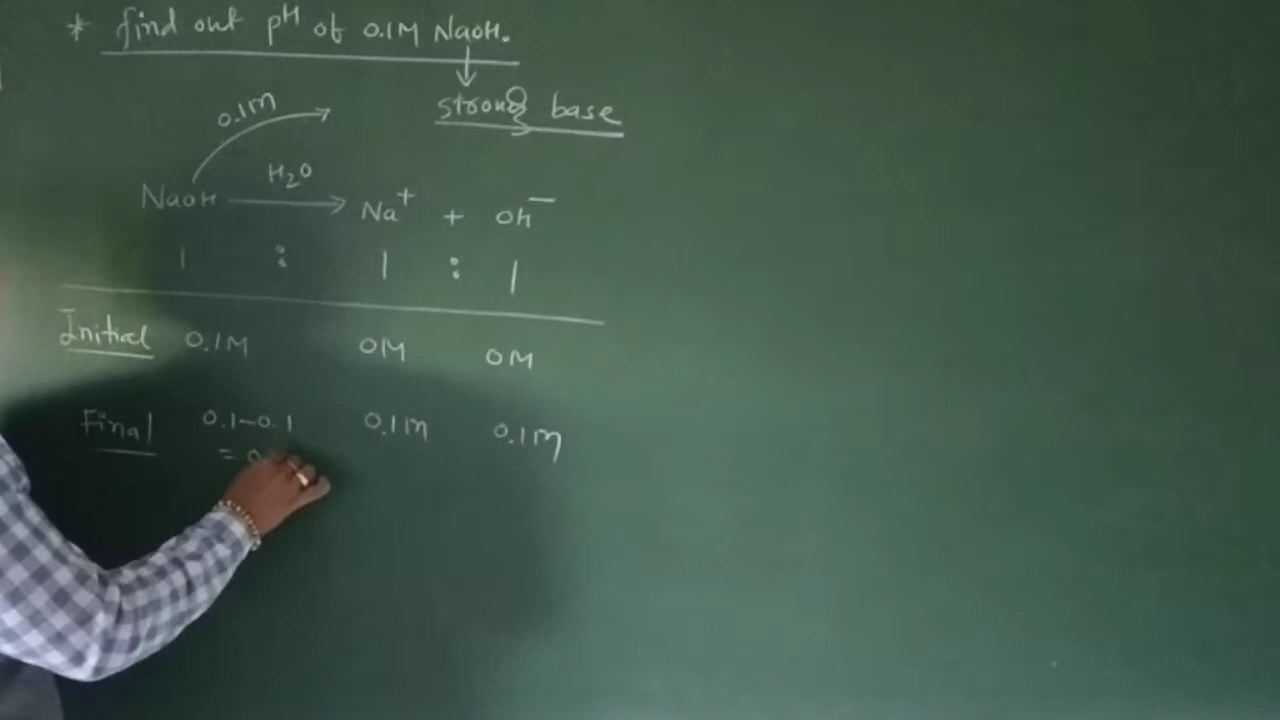 * find out pH of 0.1M NaOH.
strong base
0.1M
H2O
NaOH → Na+ + OH−
1 : 1 : 1
Initial 0.1M 0M 0M
Final 0.1-0.1 0.1M 0.1M
= 0